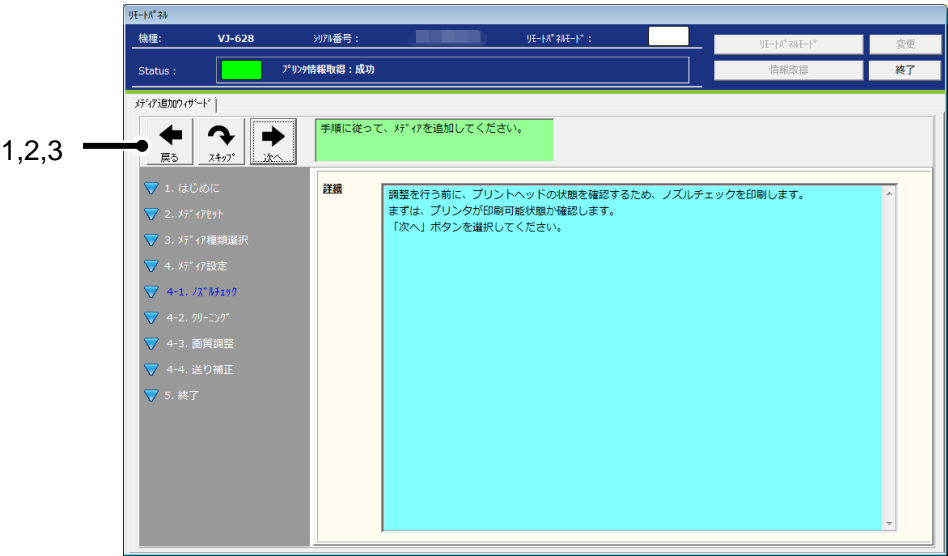 ﾘﾓｰﾄﾊﾟﾈﾙ
機種: VJ-628 ｼﾘｱﾙ番号： ﾘﾓｰﾄﾊﾟﾈﾙﾓｰﾄﾞ：
ﾘﾓｰﾄﾊﾟﾈﾙﾓｰﾄﾞ 変更
Status： ﾌﾟﾘﾝﾀ情報取得：成功 情報取得 終了
ﾒﾃﾞｨｱ追加ｳｨｻﾞｰﾄﾞ
1,2,3
戻る ｽｷｯﾌﾟ 次へ
手順に従って、ﾒﾃﾞｨｱを追加してください。
1. はじめに
2. ﾒﾃﾞｨｱｾｯﾄ
3. ﾒﾃﾞｨｱ種類選択
4. ﾒﾃﾞｨｱ設定
4-1. ﾉｽﾞﾙﾁｪｯｸ
4-2. ｸﾘｰﾆﾝｸﾞ
4-3. 画質調整
4-4. 送り補正
5. 終了
詳細
調整を行う前に、プリントヘッドの状態を確認するため、ノズルチェックを印刷します。
まずは、プリンタが印刷可能状態か確認します。
「次へ」ボタンを選択してください。